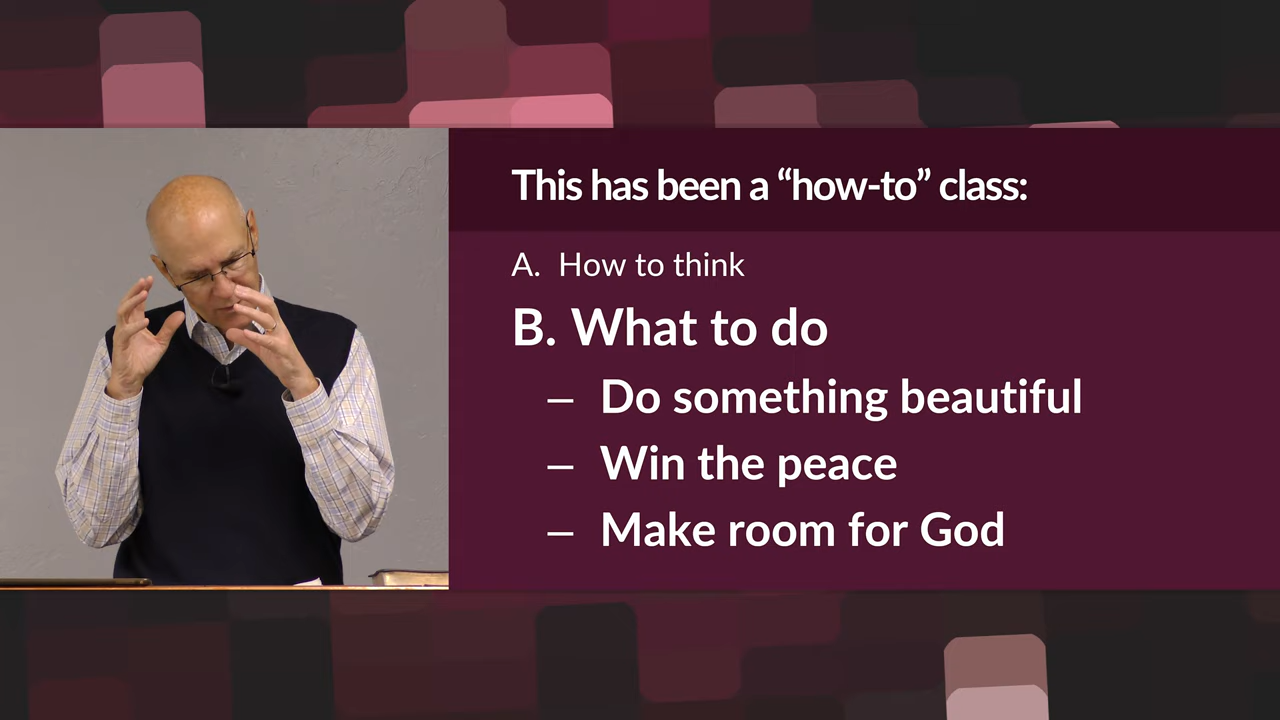 This has been a “how-to” class:
A. How to think
B. What to do
– Do something beautiful
– Win the peace
– Make room for God